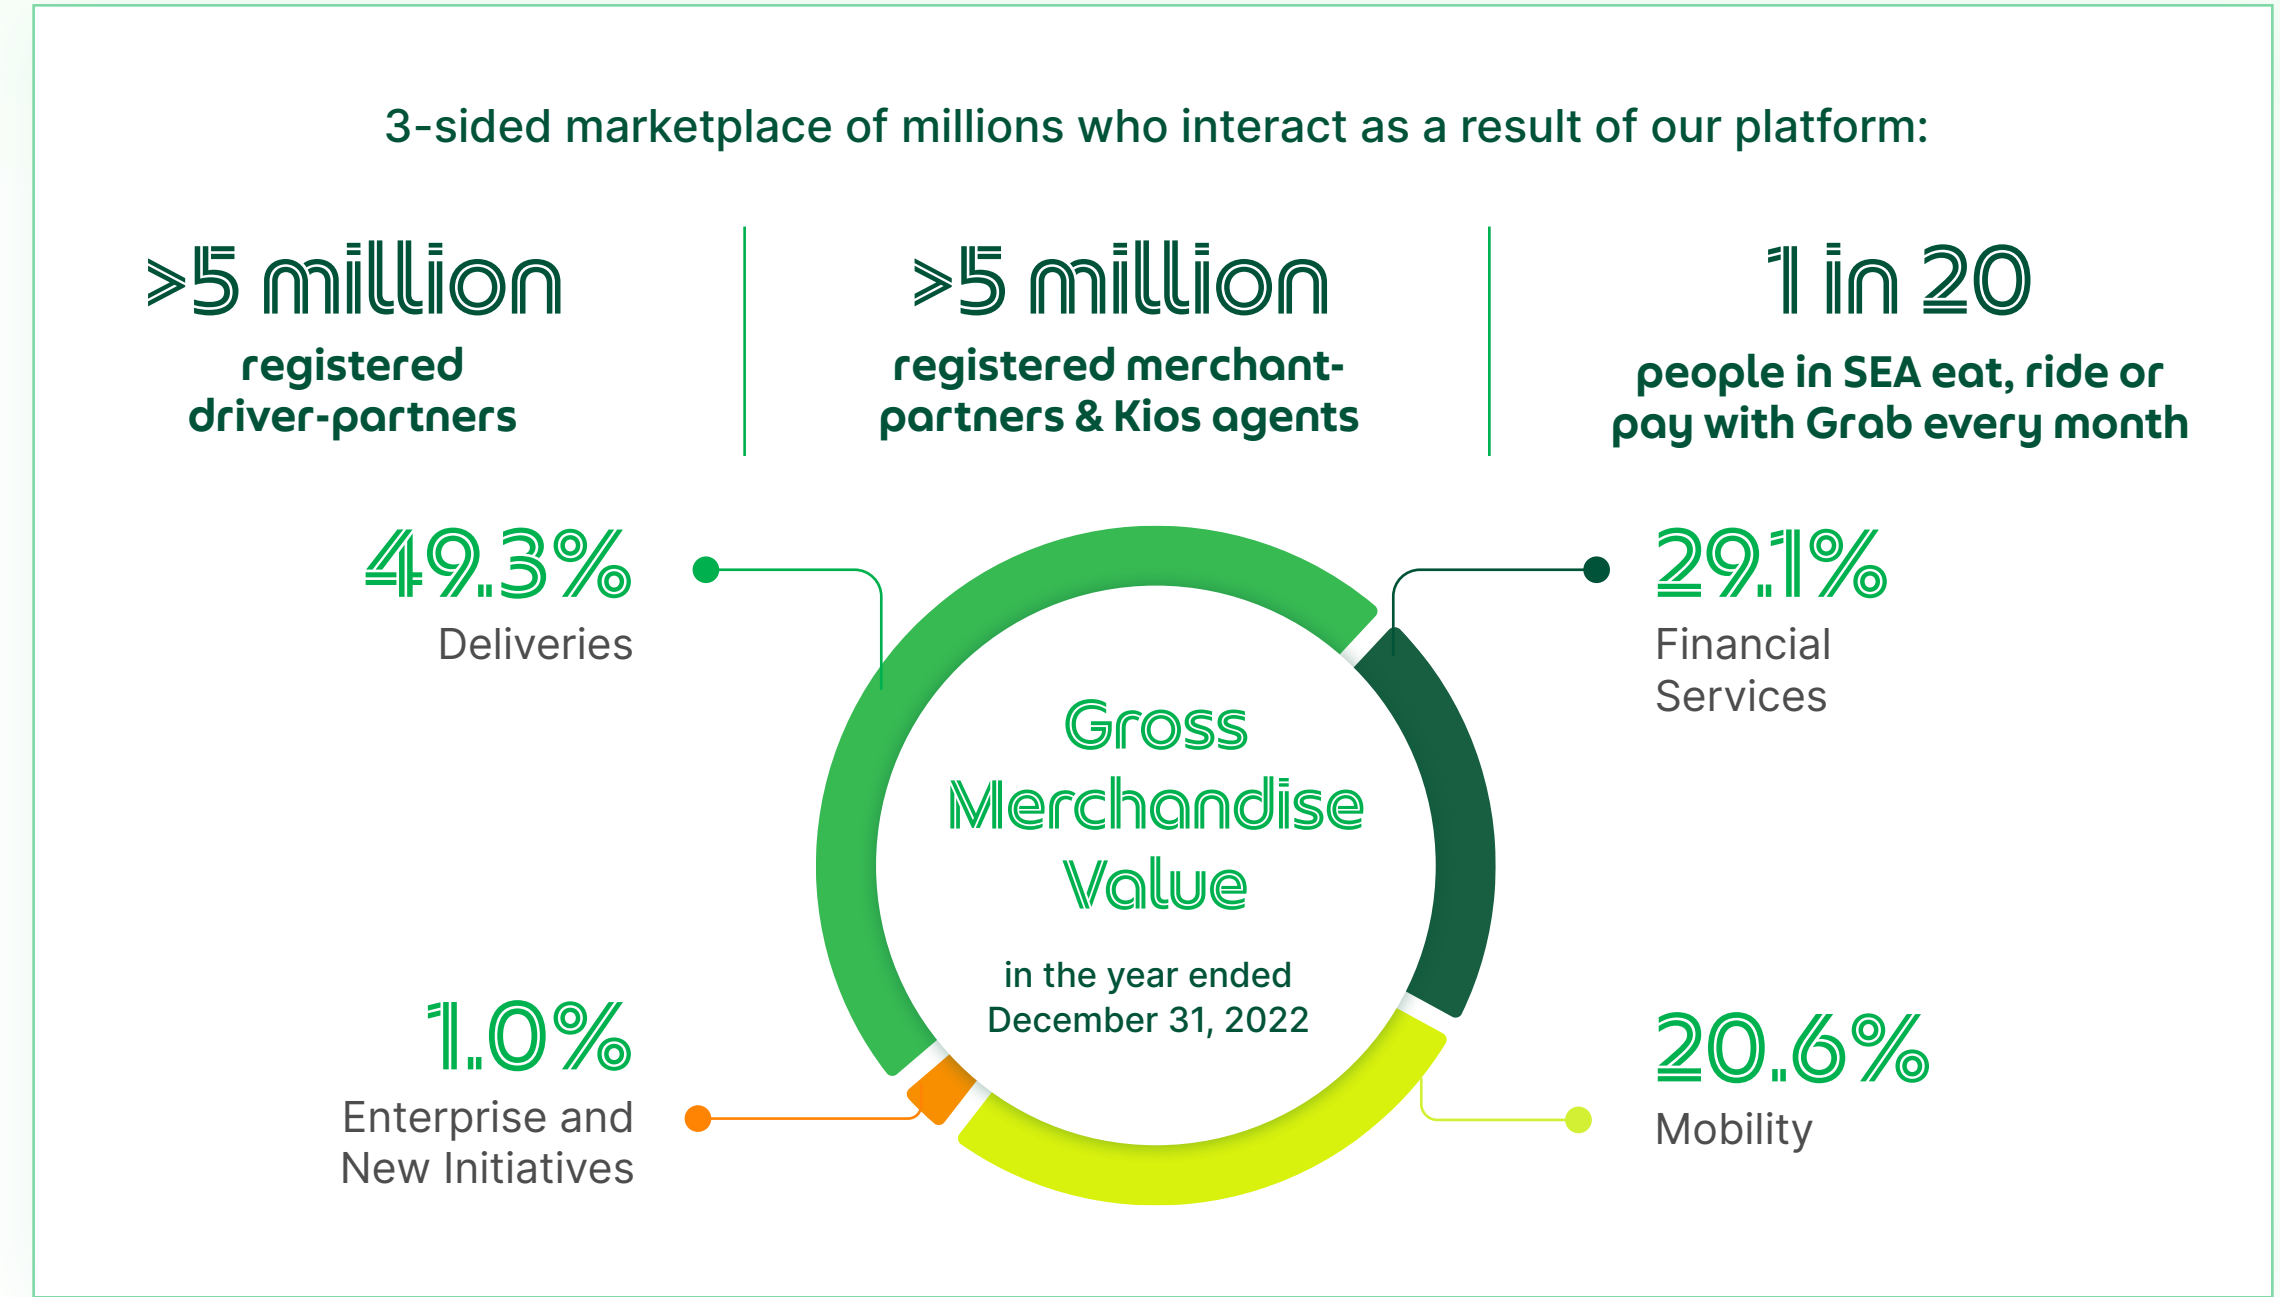 3-sided marketplace of millions who interact as a result of our platform:
>5 million
registered
driver-partners
>5 million
registered merchant-
partners & Kios agents
1 in 20
people in SEA eat, ride or
pay with Grab every month
49.3%
Deliveries
29.1%
Financial
Services
Gross
Merchandise
Value
in the year ended
December 31, 2022
1.0%
Enterprise and
New Initiatives
20.6%
Mobility